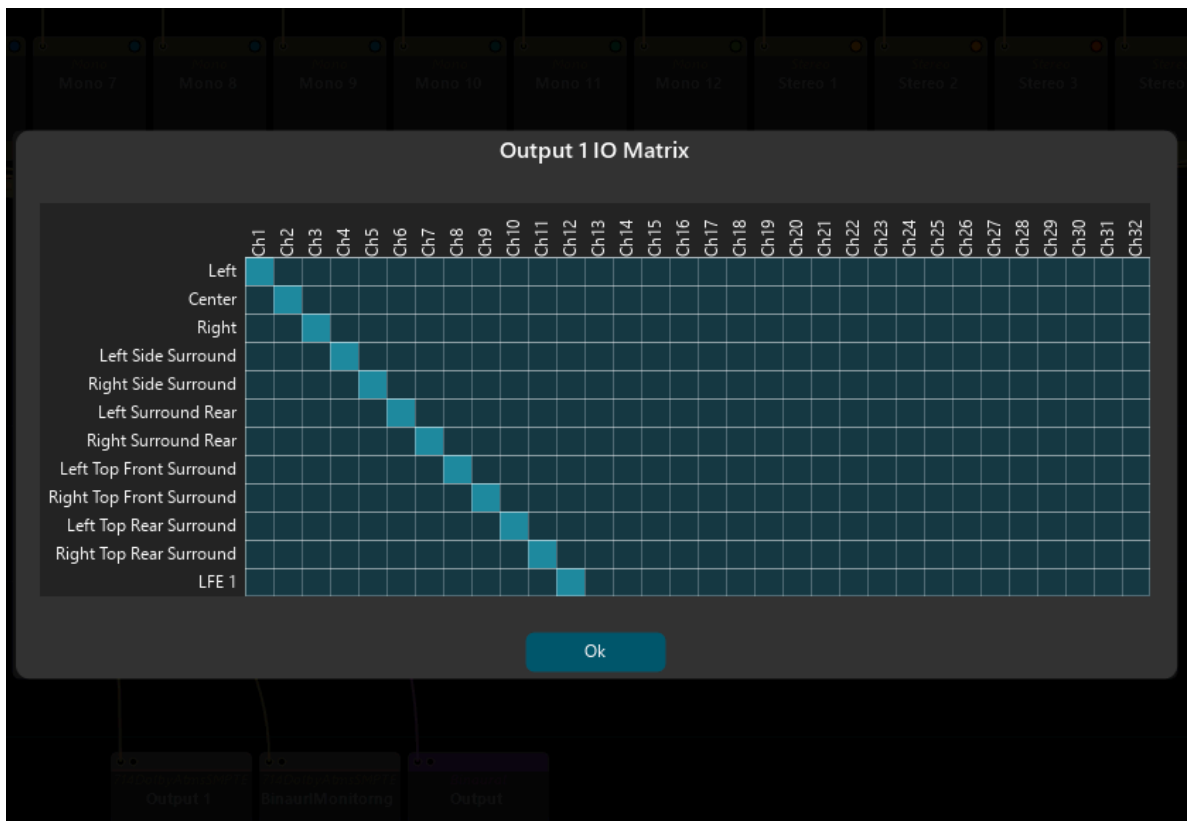 Mono 7
Mono 8
Mono 9
Mono 10
Mono 11
Mono 12
Stereo 1
Stereo 2
Stereo 3
Stereo
Output 1 IO Matrix
Ch1
Ch2
Ch3
Ch4
Ch5
Ch6
Ch7
Ch8
Ch9
Ch10
Ch11
Ch12
Ch13
Ch14
Ch15
Ch16
Ch17
Ch18
Ch19
Ch20
Ch21
Ch22
Ch23
Ch24
Ch25
Ch26
Ch27
Ch28
Ch29
Ch30
Ch31
Ch32
Left
Center
Right
Left Side Surround
Right Side Surround
Left Surround Rear
Right Surround Rear
Left Top Front Surround
Right Top Front Surround
Left Top Rear Surround
Right Top Rear Surround
LFE 1
Ok
Output 1
BinaurlMonitorng
Output